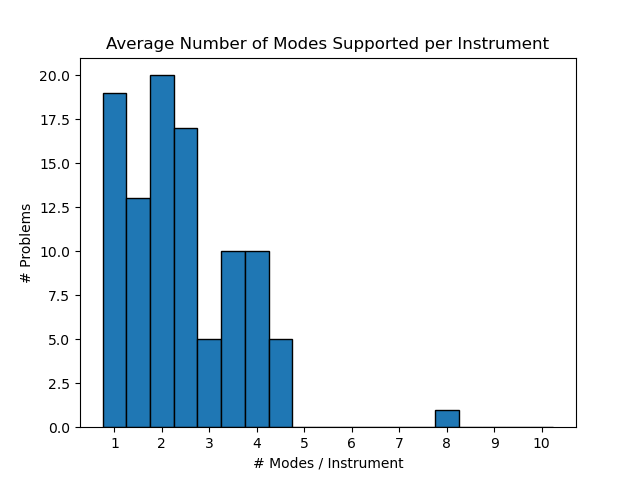 Average Number of Modes Supported per Instrument
20.0
17.5
15.0
12.5
10.0
7.5
5.0
2.5
0.0
# Problems
1 2 3 4 5 6 7 8 9 10
# Modes / Instrument